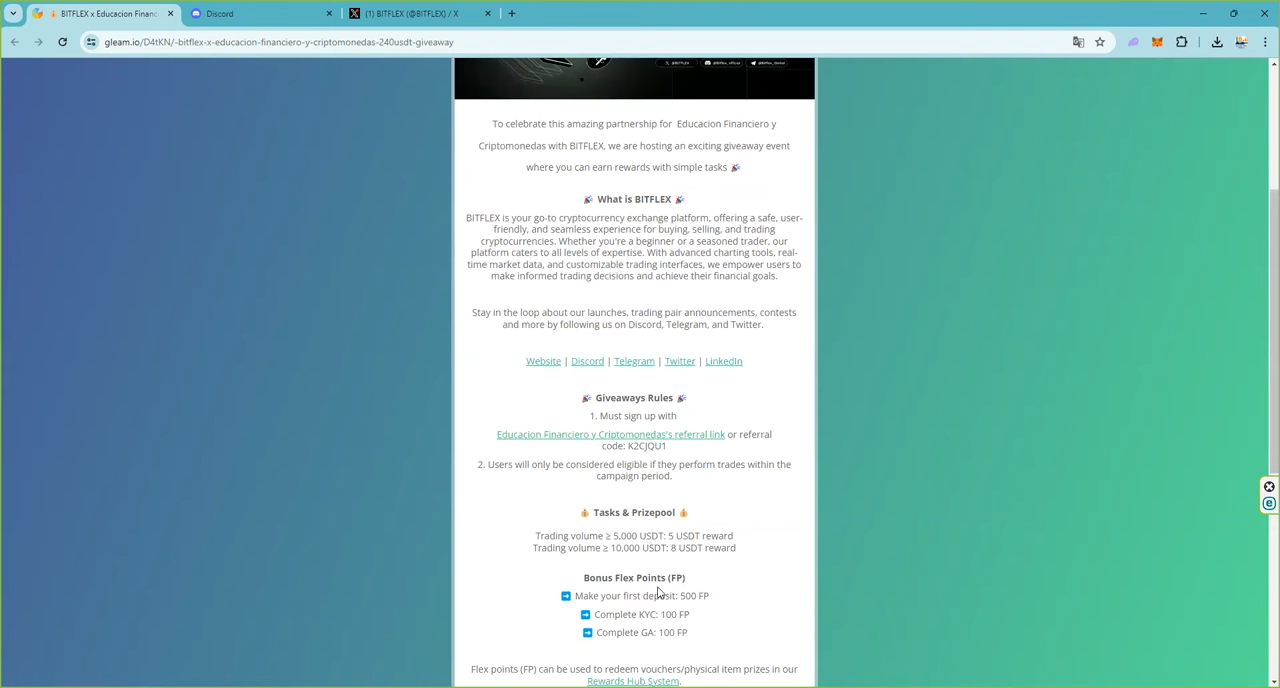 BITFLEX x Educacion Financ
Discord
(1) BITFLEX (@BITFLEX) / X
gleam.io/D4tKN/-bitflex-x-educacion-financiero-y-criptomonedas-240usdt-giveaway
@BITFLEX
@Bitflex_official
@Bitflex_Global
To celebrate this amazing partnership for Educacion Financiero y
Criptomonedas with BITFLEX, we are hosting an exciting giveaway event
where you can earn rewards with simple tasks 🎉
🎉 What is BITFLEX 🎉
BITFLEX is your go-to cryptocurrency exchange platform, offering a safe, user-
friendly, and seamless experience for buying, selling, and trading
cryptocurrencies. Whether you're a beginner or a seasoned trader, our
platform caters to all levels of expertise. With advanced charting tools, real-
time market data, and customizable trading interfaces, we empower users to
make informed trading decisions and achieve their financial goals.
Stay in the loop about our launches, trading pair announcements, contests
and more by following us on Discord, Telegram, and Twitter.
Website | Discord | Telegram | Twitter | LinkedIn
🎉 Giveaways Rules 🎉
1. Must sign up with
Educacion Financiero y Criptomonedas's referral link or referral
code: K2CJQU1
2. Users will only be considered eligible if they perform trades within the
campaign period.
💰 Tasks & Prizepool 💰
Trading volume ≥ 5,000 USDT: 5 USDT reward
Trading volume ≥ 10,000 USDT: 8 USDT reward
Bonus Flex Points (FP)
➡️ Make your first deposit: 500 FP
➡️ Complete KYC: 100 FP
➡️ Complete GA: 100 FP
Flex points (FP) can be used to redeem vouchers/physical item prizes in our
Rewards Hub System.